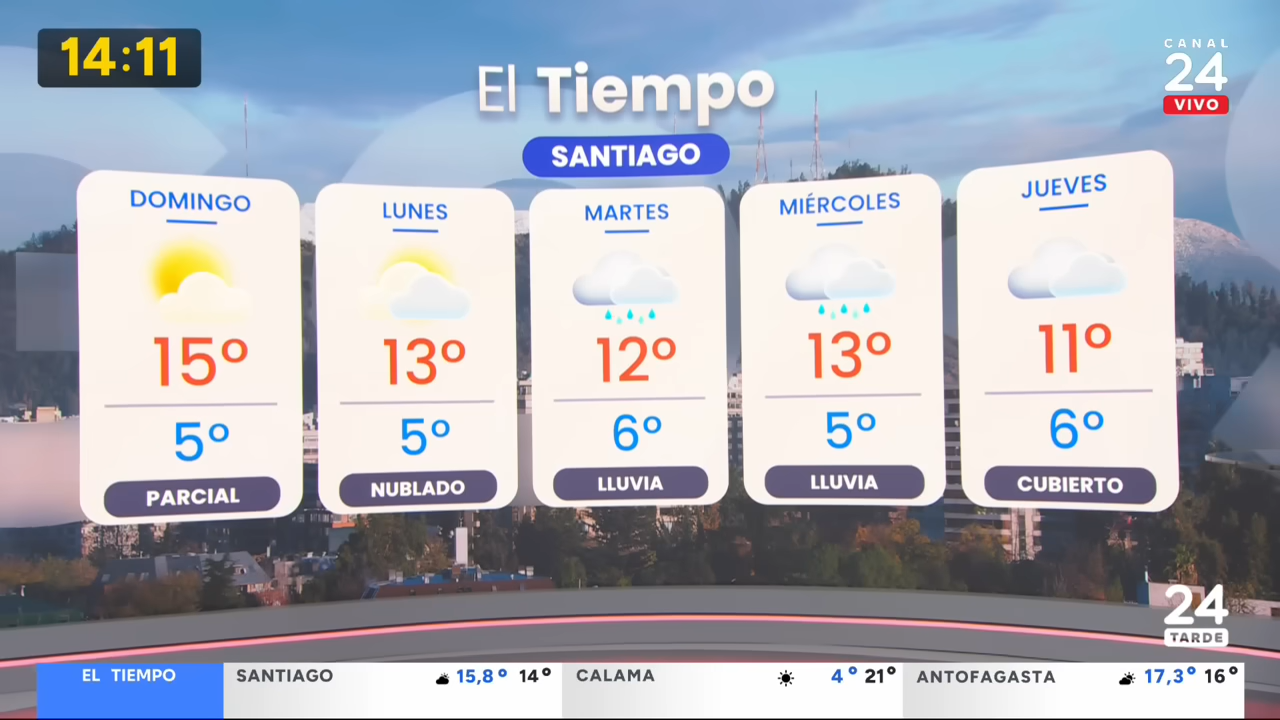 14:11
CANAL
24
VIVO
El Tiempo
SANTIAGO
DOMINGO
15°
5°
PARCIAL
LUNES
13°
5°
NUBLADO
MARTES
12°
6°
LLUVIA
MIÉRCOLES
13°
5°
LLUVIA
JUEVES
11°
6°
CUBIERTO
24
TARDE
EL TIEMPO
SANTIAGO 15,8° 14°
CALAMA 4° 21°
ANTOFAGASTA 17,3° 16°